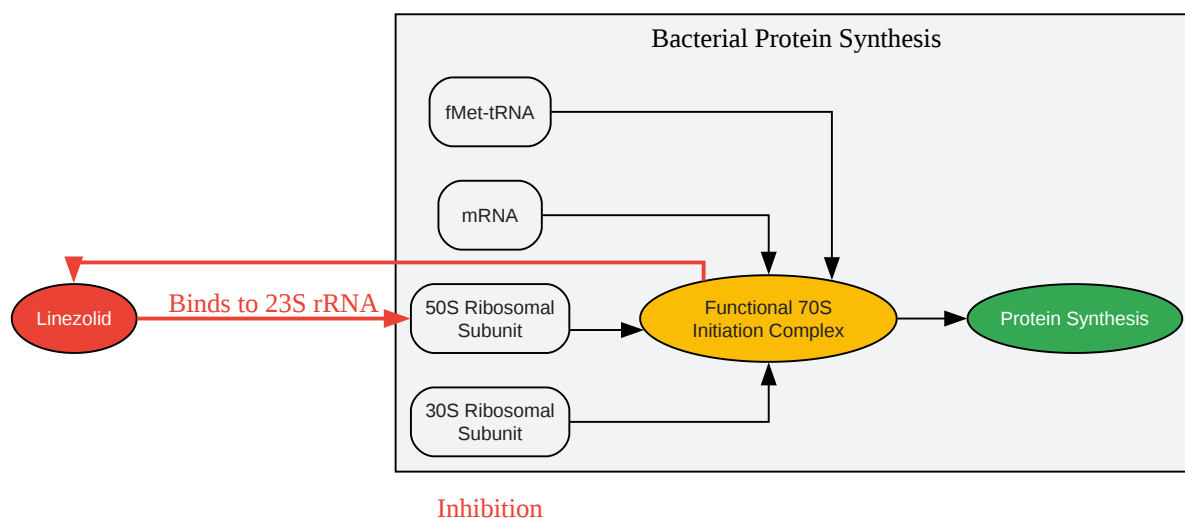 Bacterial Protein Synthesis
fMet-tRNA
mRNA
Linezolid
Binds to 23S rRNA
50S Ribosomal
Subunit
Functional 70S
Initiation Complex
Protein Synthesis
30S Ribosomal
Subunit
Inhibition